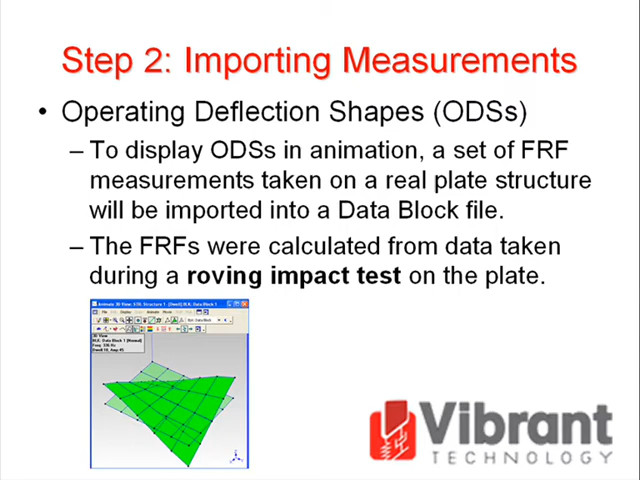 Step 2: Importing Measurements
• Operating Deflection Shapes (ODSs)
– To display ODSs in animation, a set of FRF
measurements taken on a real plate structure
will be imported into a Data Block file.
– The FRFs were calculated from data taken
during a roving impact test on the plate.
3D View
Vibrant
TECHNOLOGY